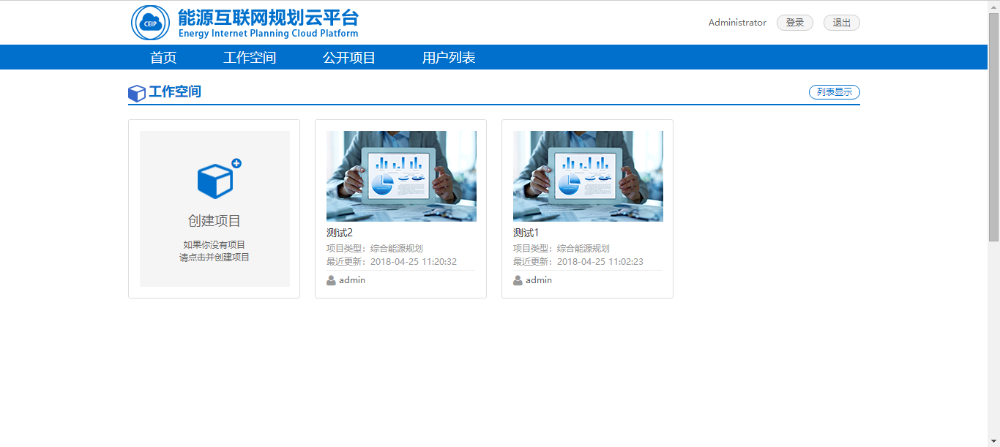 CEIP
能源互联网规划云平台
Energy Internet Planning Cloud Platform
Administrator 登录 退出
首页 工作空间 公开项目 用户列表
工作空间 列表显示
创建项目
如果你没有项目
请点击并创建项目
测试2
项目类型：综合能源规划
最近更新：2018-04-25 11:20:32
admin
测试1
项目类型：综合能源规划
最近更新：2018-04-25 11:02:23
admin